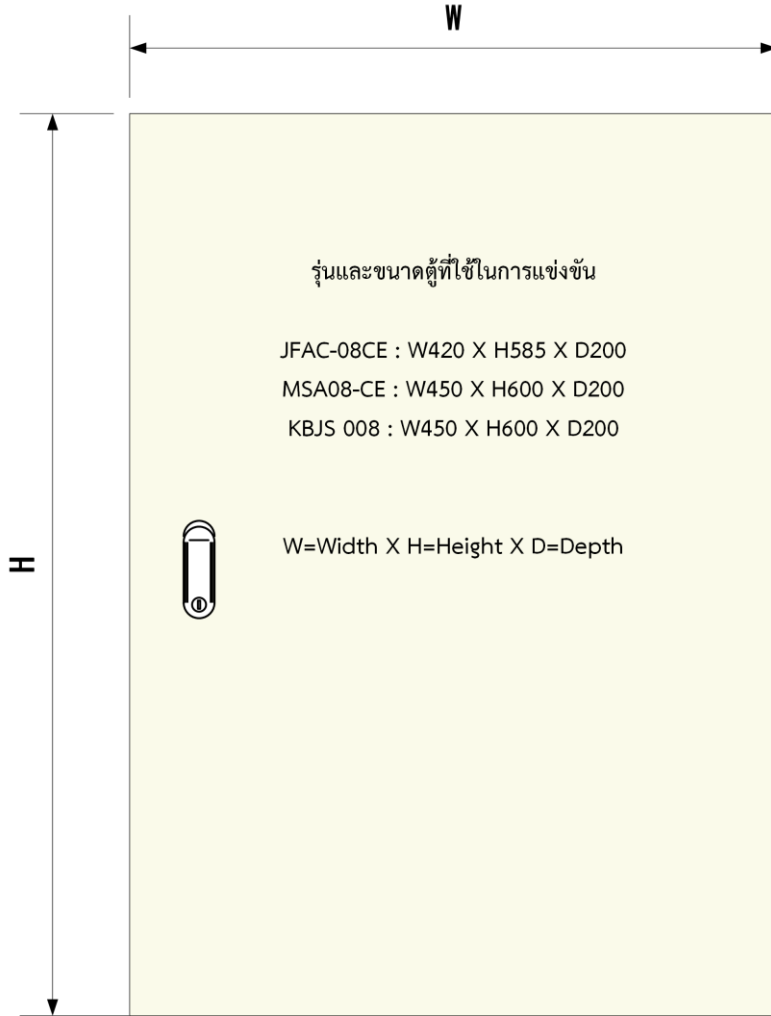 W
รุ่นและขนาดตู้ที่ใช้ในการแข่งขัน
JFAC-08CE : W420 X H585 X D200
MSA08-CE : W450 X H600 X D200
KBJS 008 : W450 X H600 X D200
W=Width X H=Height X D=Depth
H